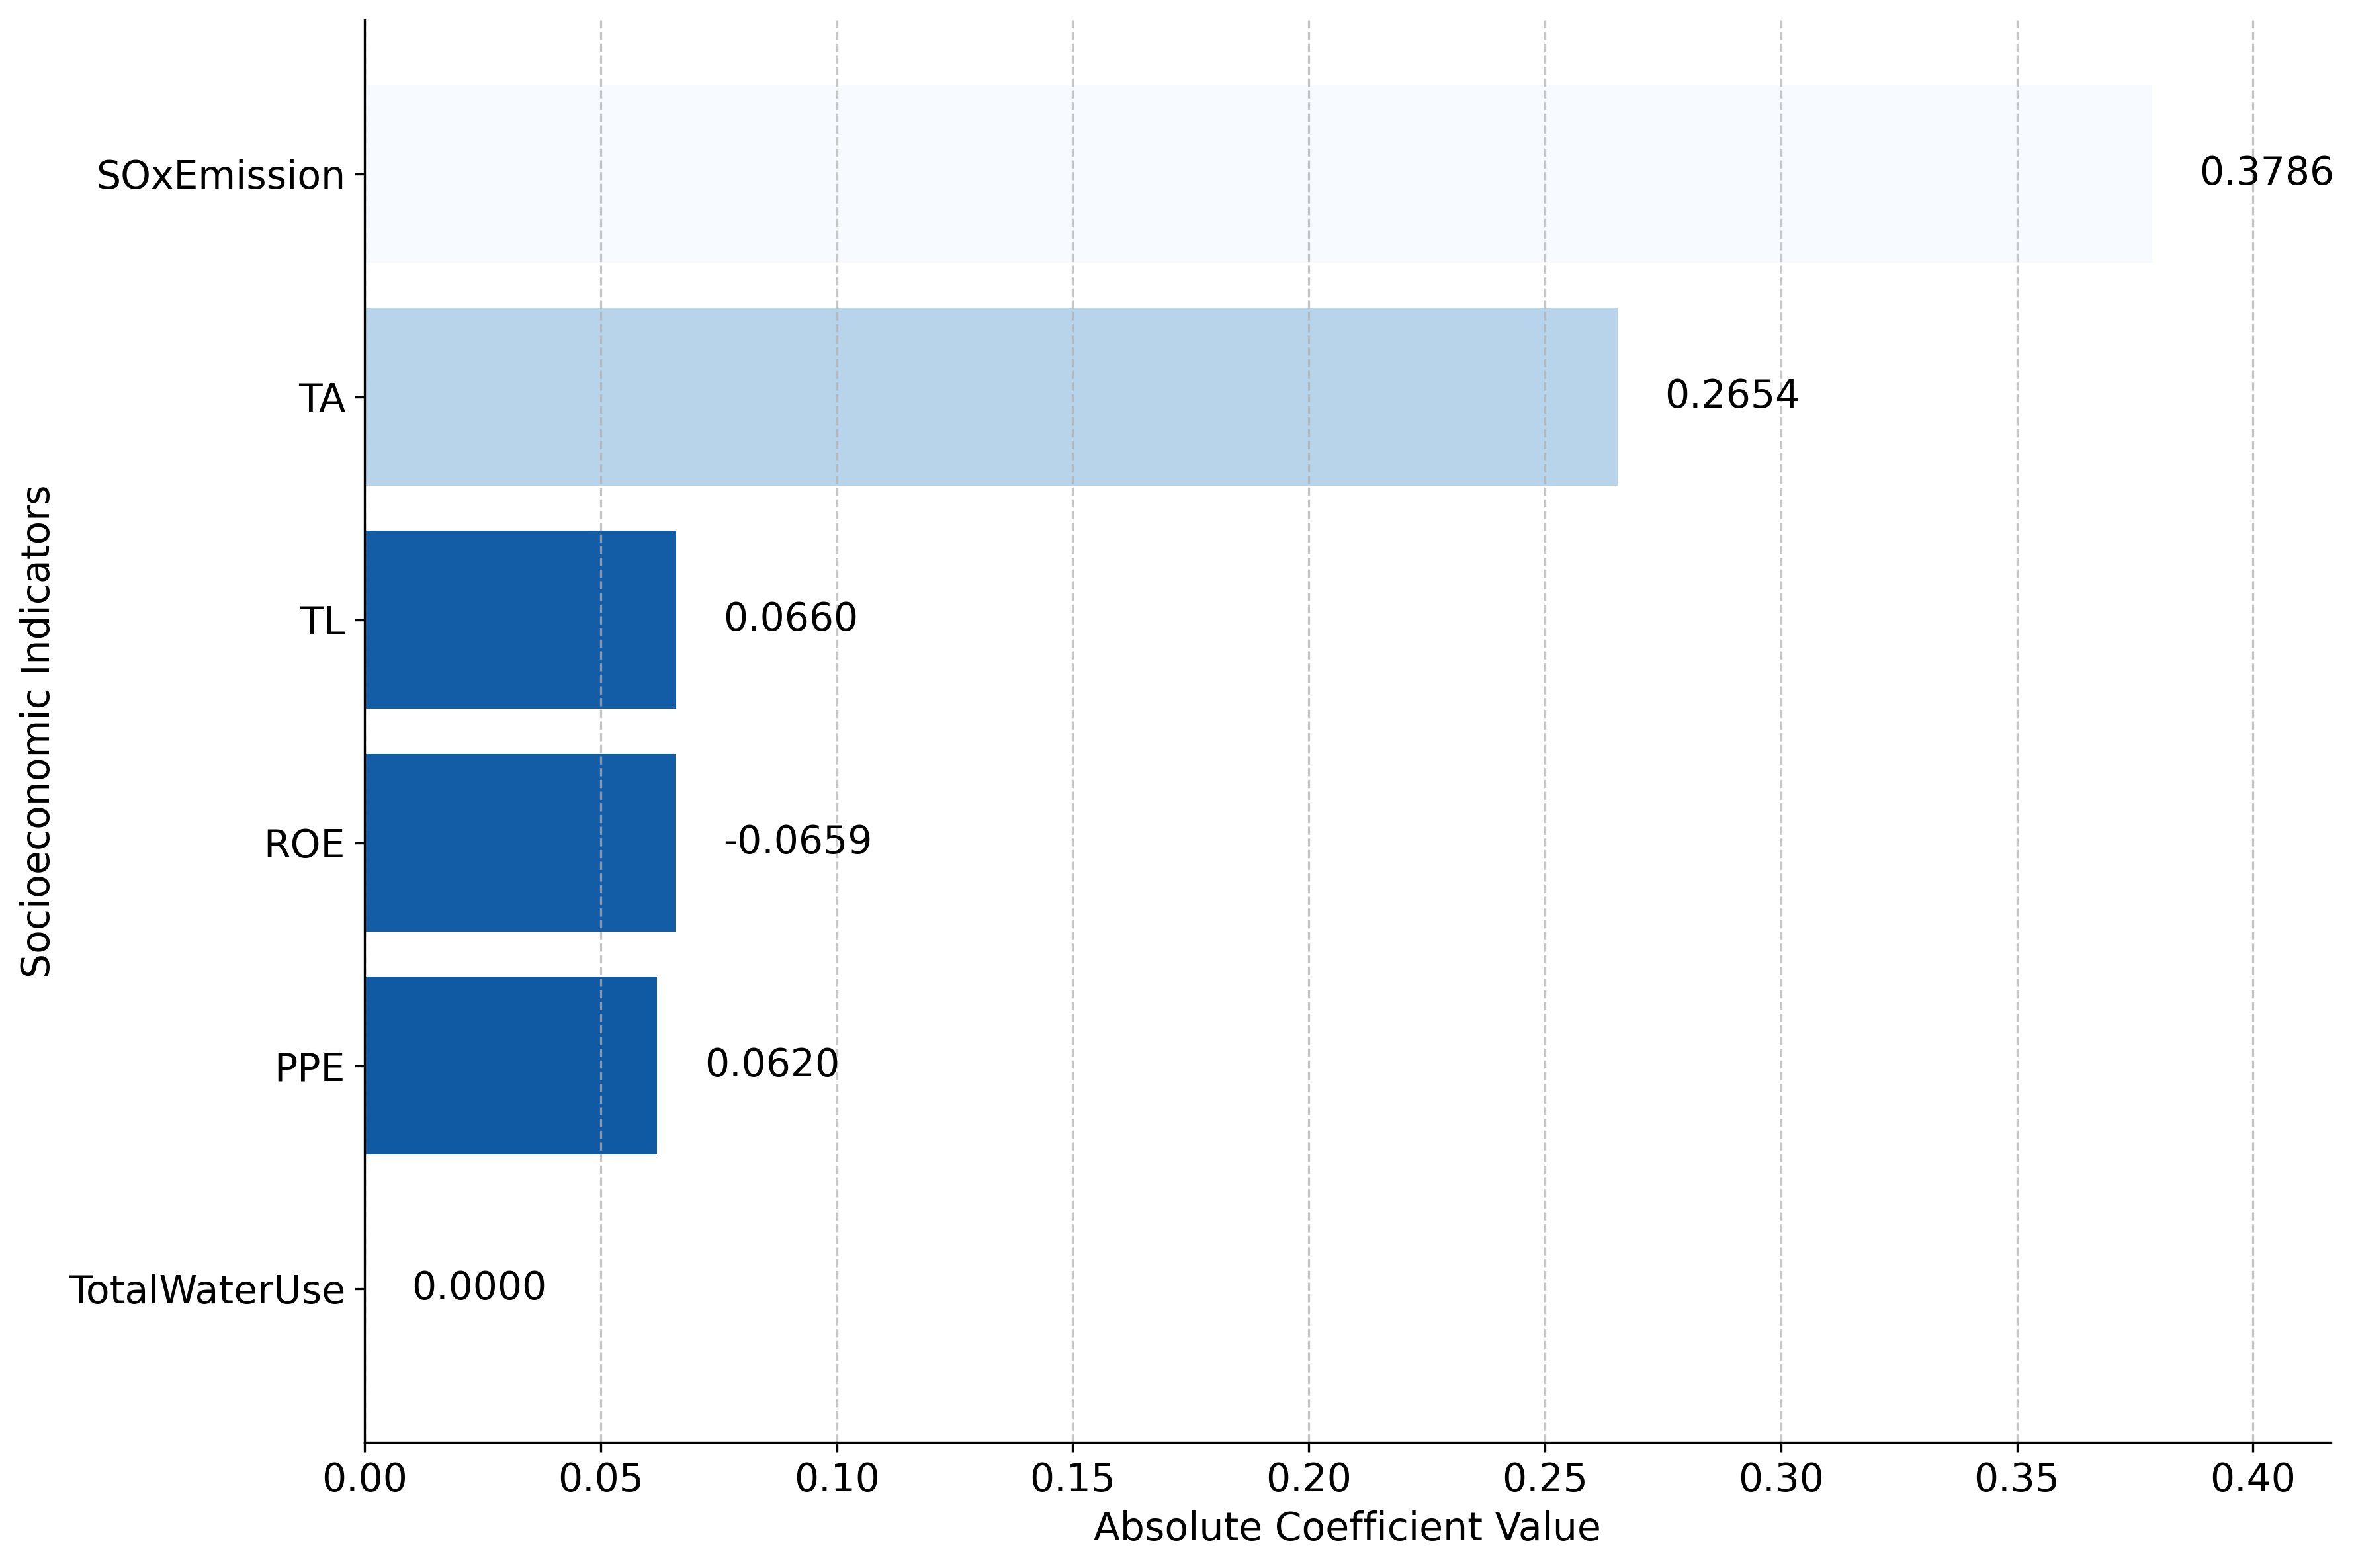 Socioeconomic Indicators
SOxEmission
0.3786
TA
0.2654
TL
0.0660
ROE
-0.0659
PPE
0.0620
TotalWaterUse
0.0000
0.00 0.05 0.10 0.15 0.20 0.25 0.30 0.35 0.40
Absolute Coefficient Value